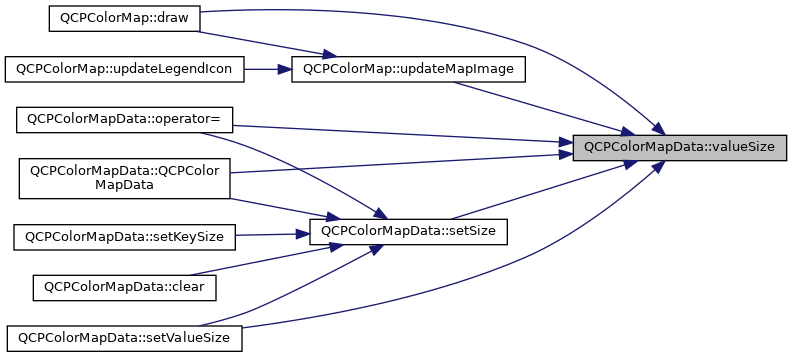 QCPColorMap::draw
QCPColorMap::updateLegendIcon
QCPColorMap::updateMapImage
QCPColorMapData::operator=
QCPColorMapData::valueSize
QCPColorMapData::QCPColor
MapData
QCPColorMapData::setKeySize
QCPColorMapData::setSize
QCPColorMapData::clear
QCPColorMapData::setValueSize